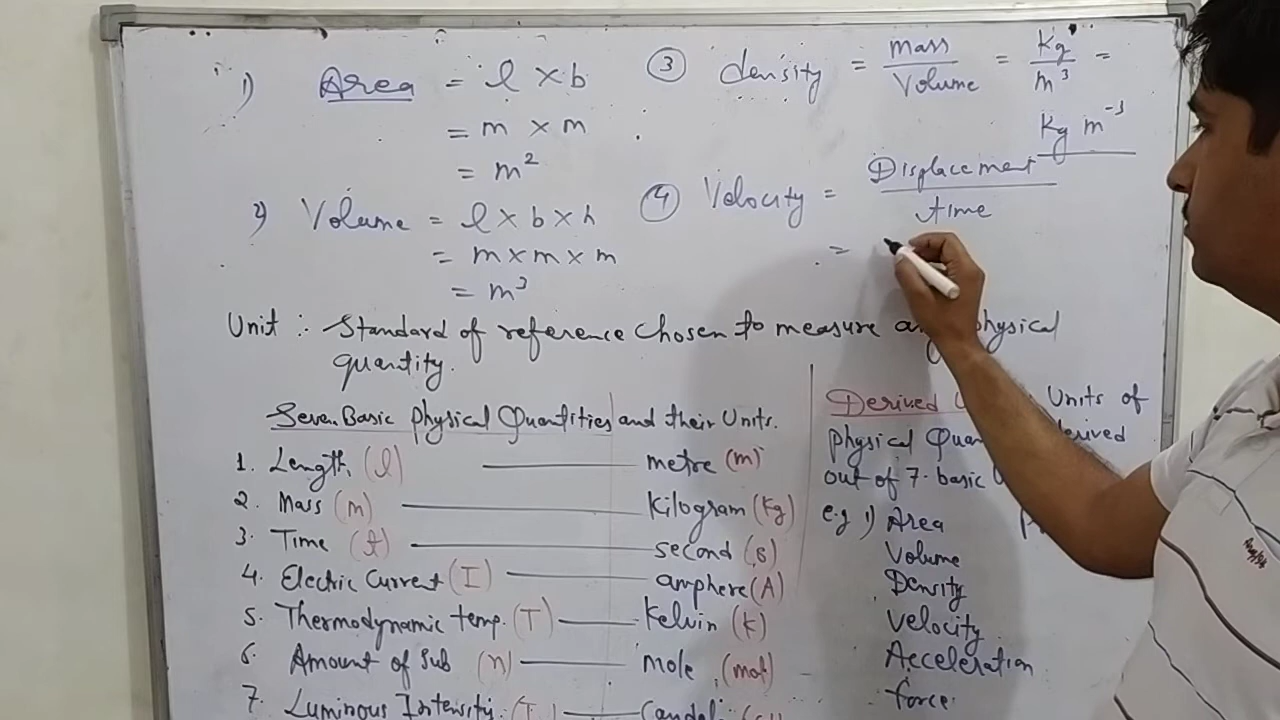 1) Area = l × b
= m × m
= m²
2) Volume = l × b × h
= m × m × m
= m³
③ density = mass / Volume = Kg / m³ =
Kg m⁻³
④ Velocity = Displacement / time
=
Unit :- Standard of reference chosen to measure physical
quantity.
Seven Basic physical Quantities and their Units.
1. Length (l) — metre (m)
2. Mass (m) — kilogram (Kg)
3. Time (t) — second (s)
4. Electric Current (I) — amphere (A)
5. Thermodynamic temp. (T) — Kelvin (K)
6. Amount of Sub (n) — mole (mol)
7. Luminous Intensity
Derived Units of
physical derived
out of 7 basic
e.g 1) Area
Volume
Density
Velocity
Acceleration
force